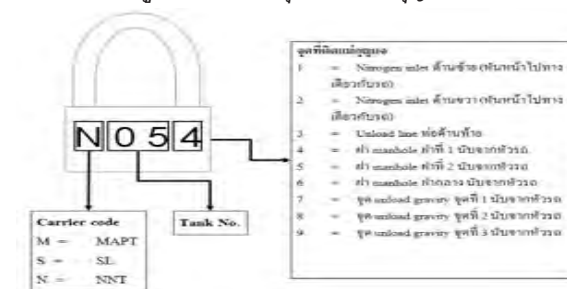 จุดที่ติดแม่กุญแจ
1 = Nitrogen inlet ด้านซ้าย (หันหน้าไปทาง
เดียวกับรถ)
2 = Nitrogen inlet ด้านขวา (หันหน้าไปทาง
เดียวกับรถ)
3 = Unload line ท่อด้านท้าย
4 = ฝา manhole ฝาที่ 1 นับจากหัวรถ
5 = ฝา manhole ฝาที่ 2 นับจากหัวรถ
6 = ฝา manhole ฝากลาง นับจากหัวรถ
7 = จุด unload gravity จุดที่ 1 นับจากหัวรถ
8 = จุด unload gravity จุดที่ 2 นับจากหัวรถ
9 = จุด unload gravity จุดที่ 3 นับจากหัวรถ
N054
Carrier code
M = MAPT
S = SL
N = NNT
Tank No.